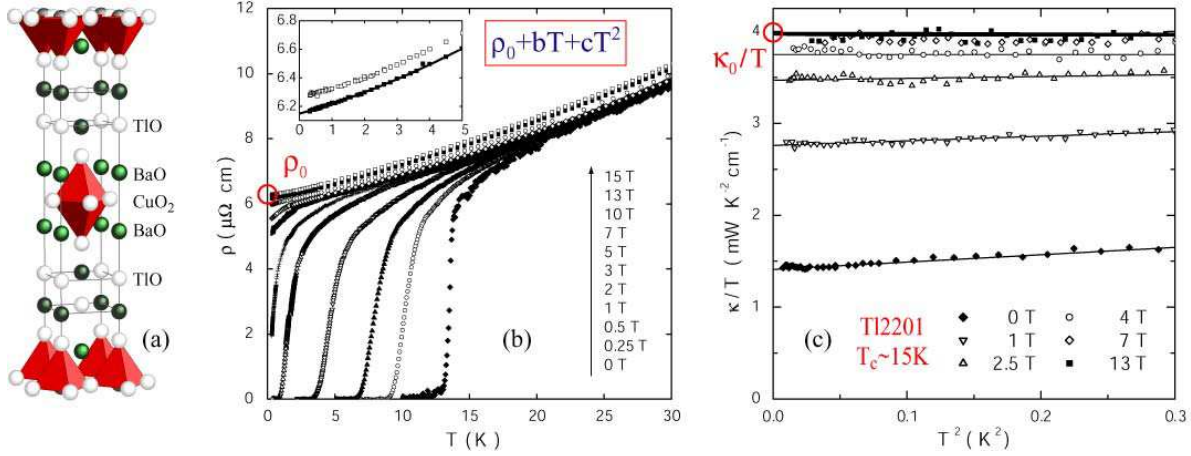 TlO
BaO
CuO2
BaO
TlO
(a)
6.6
6.4
6.2
0 1 2 3 4 5
ρ0+bT+cT2
ρ0
12
10
8
6
4
2
0
ρ ( μΩ cm)
0 5 10 15 20 25 30
T (K)
15 T
13 T
10 T
7 T
5 T
3 T
2 T
1 T
0.5 T
0.25 T
0 T
(b)
κ0/T
4
3
2
1
0
κ/T ( mW K-2 cm-1)
0.0 0.1 0.2 0.3
T 2 (K2)
Tl2201
Tc~15K
(c)
0 T
4 T
1 T
7 T
2.5 T
13 T